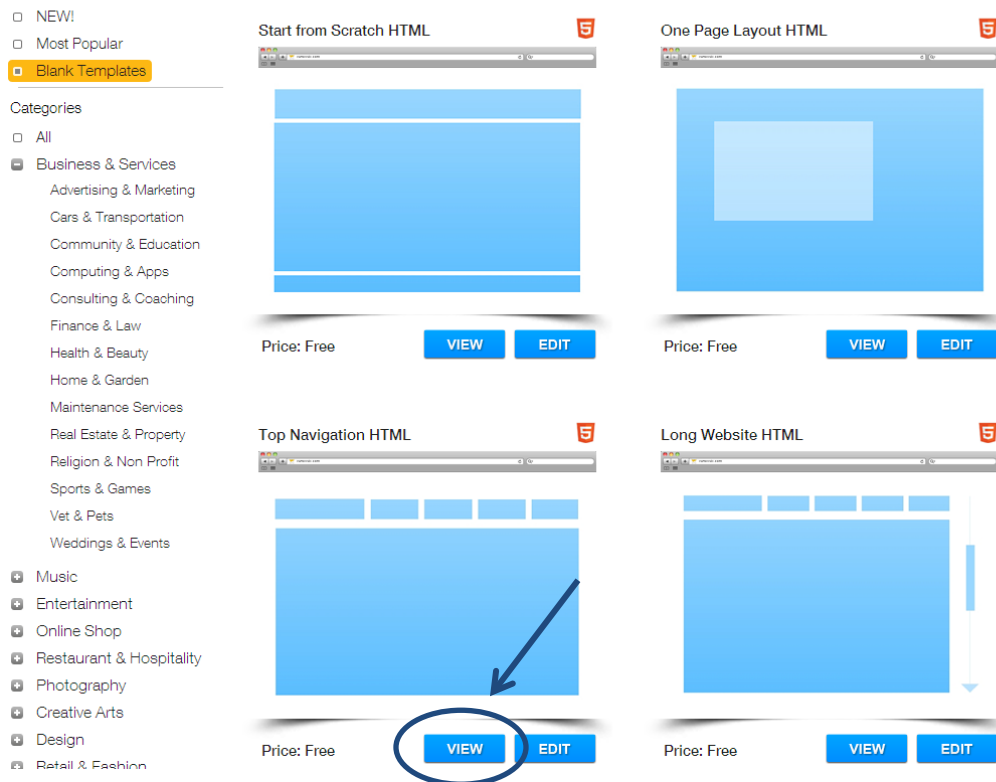 NEW!
Most Popular
Blank Templates
Categories
All
Business & Services
Advertising & Marketing
Cars & Transportation
Community & Education
Computing & Apps
Consulting & Coaching
Finance & Law
Health & Beauty
Home & Garden
Maintenance Services
Real Estate & Property
Religion & Non Profit
Sports & Games
Vet & Pets
Weddings & Events
Music
Entertainment
Online Shop
Restaurant & Hospitality
Photography
Creative Arts
Design
Retail & Fashion
Start from Scratch HTML
Price: Free VIEW EDIT
One Page Layout HTML
Price: Free VIEW EDIT
Top Navigation HTML
Price: Free VIEW EDIT
Long Website HTML
Price: Free VIEW EDIT